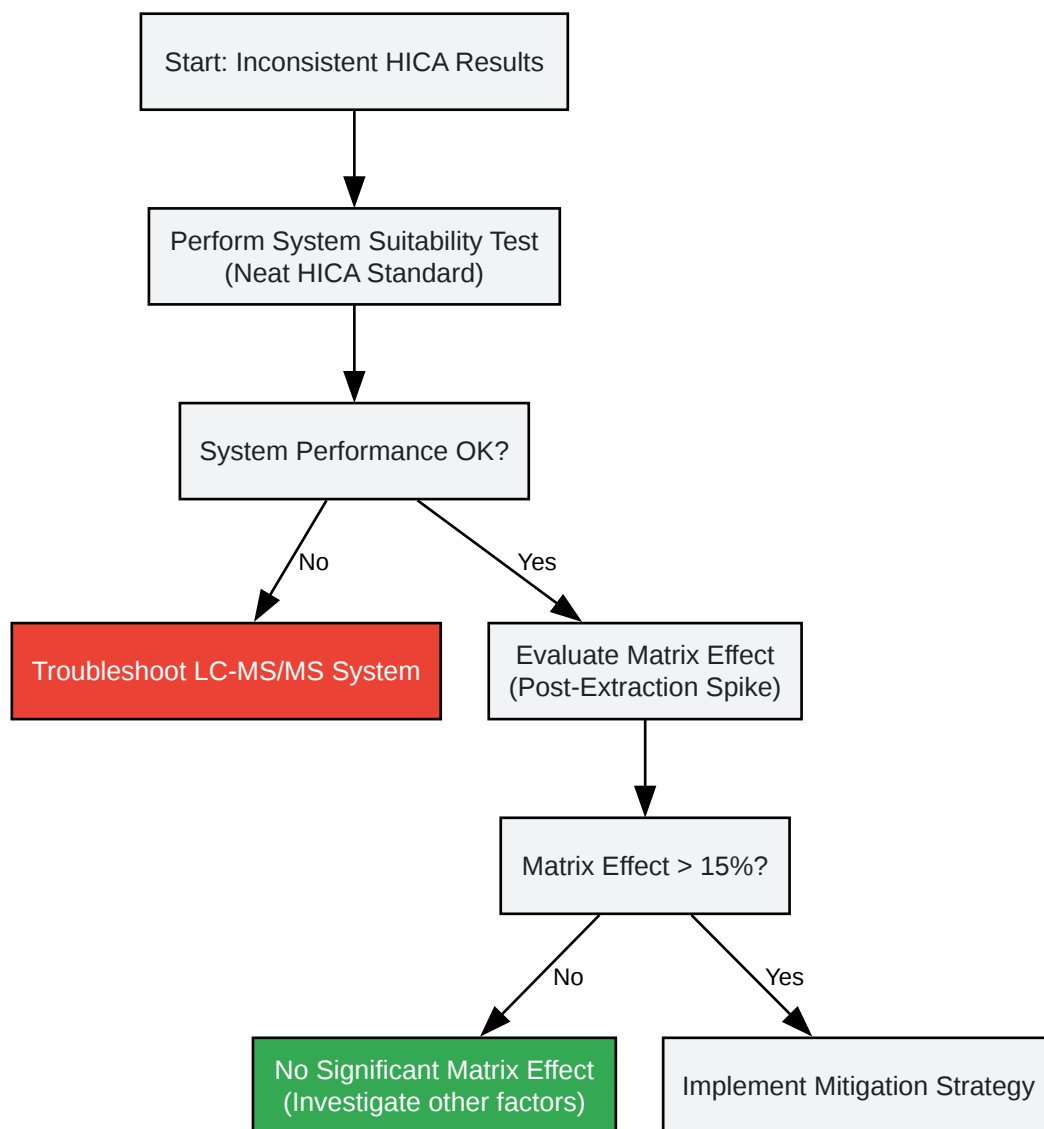 Start: Inconsistent HICA Results
Perform System Suitability Test
(Neat HICA Standard)
System Performance OK?
No
Yes
Troubleshoot LC-MS/MS System
Evaluate Matrix Effect
(Post-Extraction Spike)
Matrix Effect > 15%?
No
Yes
No Significant Matrix Effect
(Investigate other factors)
Implement Mitigation Strategy